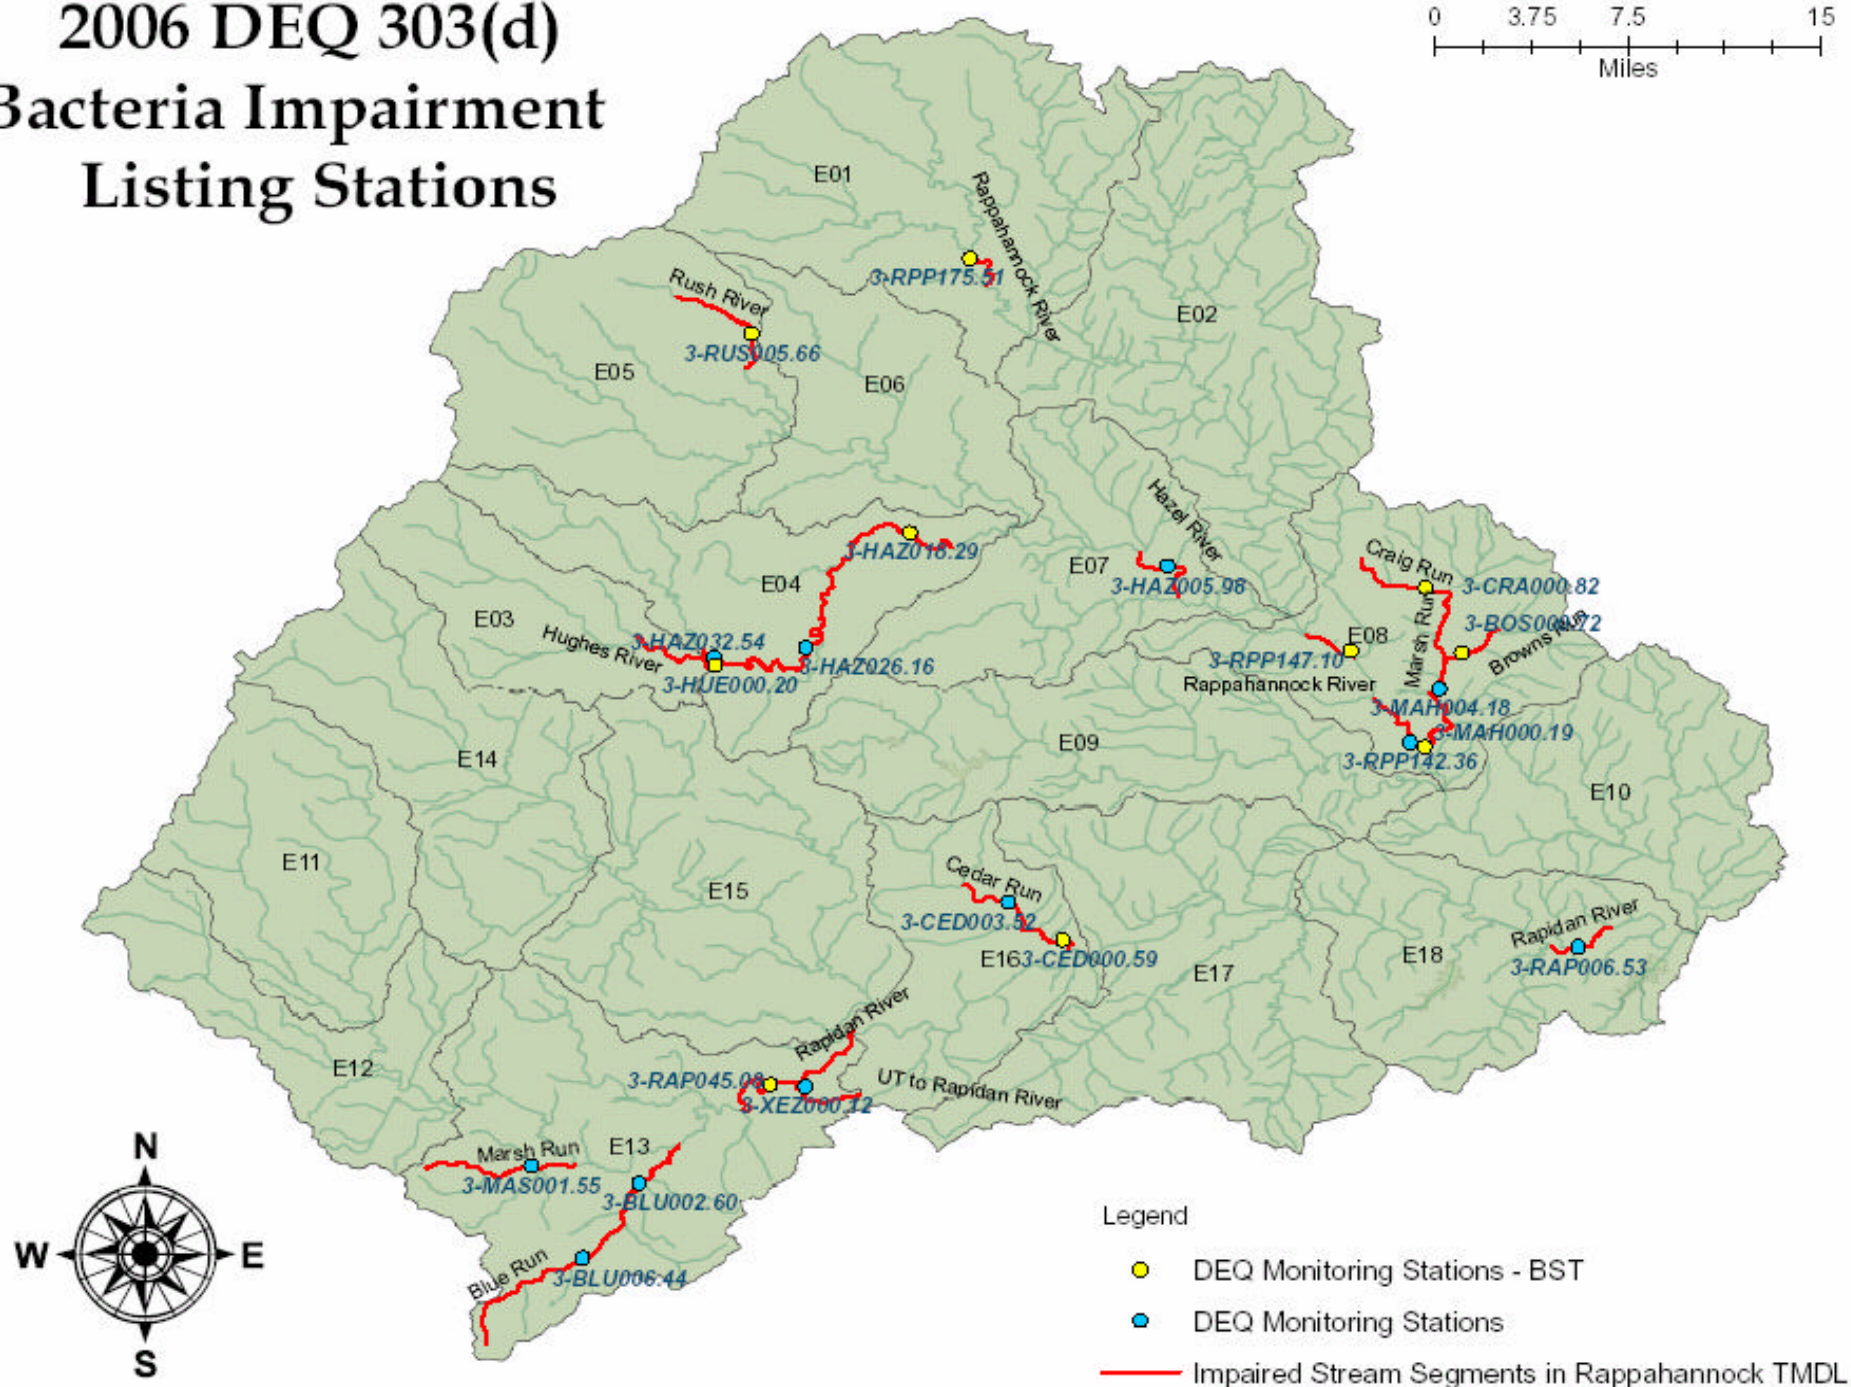 2006 DEQ 303(d)
Bacteria Impairment
Listing Stations
0 3.75 7.5 15
Miles
E01
Rappahannock River
3-RPP175.51
Rush River
E02
3-RUS005.66
E05
E06
Hazel River
3-HAZ018.29
Craig Run
E07
E04
3-HAZ005.98
3-CRA000.82
E03
Marsh Run
3-BOS000.72
Browns Run
Hughes River
3-HAZ032.54
E08
3-RPP147.10
3-HAZ026.16
3-HUE000.20
Rappahannock River
3-MAH004.18
3-MAH000.19
E14
E09
3-RPP142.36
E10
E11
Cedar Run
E15
3-CED003.52
Rapidan River
E16
3-CED000.59
E18
E17
3-RAP006.53
Rapidan River
E12
3-RAP045.08
UT to Rapidan River
3-XEZ000.12
Marsh Run
E13
3-MAS001.55
3-BLU002.60
Blue Run
3-BLU006.44
N
W
E
S
Legend
DEQ Monitoring Stations - BST
DEQ Monitoring Stations
Impaired Stream Segments in Rappahannock TMDL